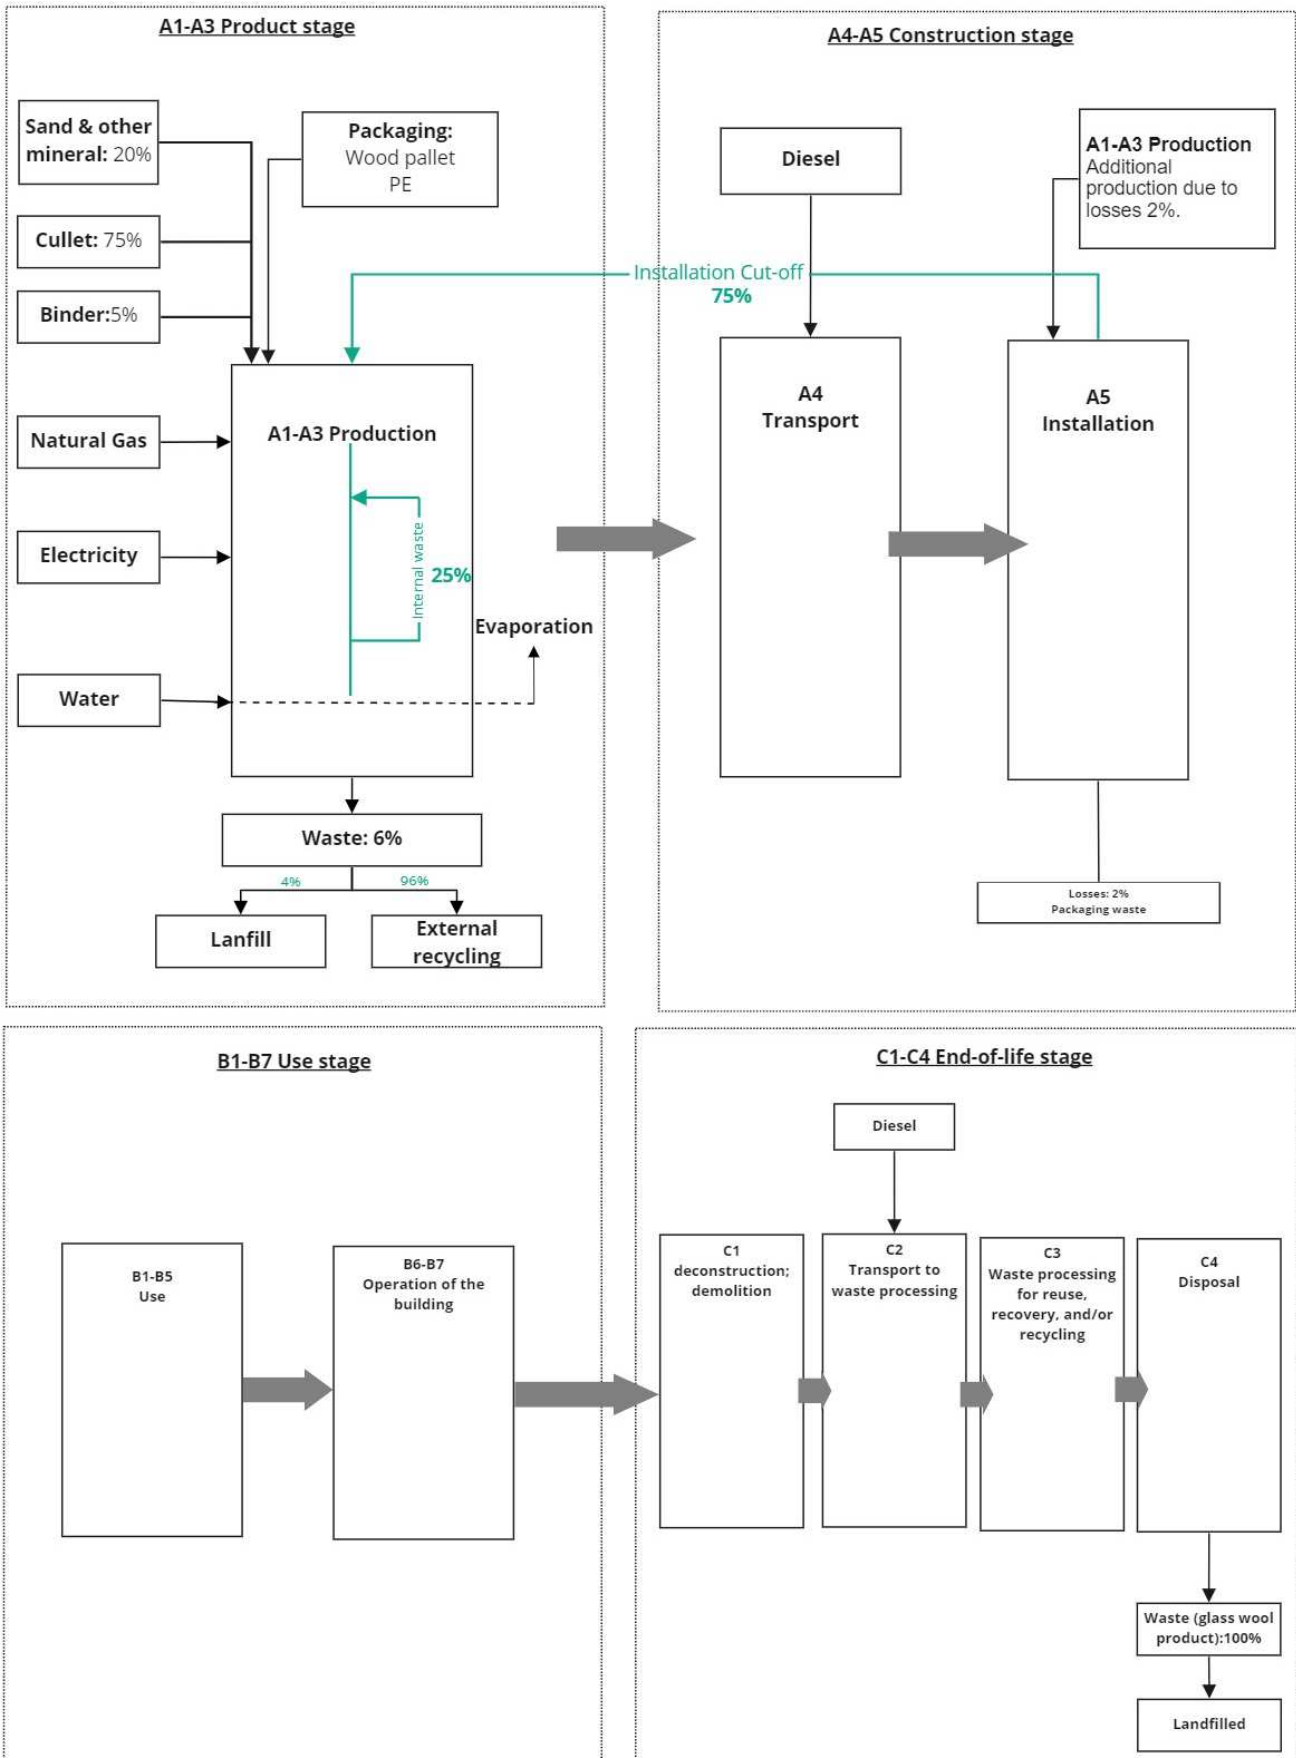 A1-A3 Product stage
Sand & other
mineral: 20%
Packaging:
Wood pallet
PE
Cullet: 75%
Binder:5%
Natural Gas
A1-A3 Production
Electricity
Internal waste
25%
Evaporation
Water
Waste: 6%
4%
96%
Lanfill
External
recycling
A4-A5 Construction stage
Diesel
A1-A3 Production
Additional
production due to
losses 2%.
Installation Cut-off
75%
A4
Transport
A5
Installation
Losses: 2%
Packaging waste
B1-B7 Use stage
B1-B5
Use
B6-B7
Operation of the
building
C1-C4 End-of-life stage
Diesel
C1
deconstruction;
demolition
C2
Transport to
waste processing
C3
Waste processing
for reuse,
recovery, and/or
recycling
C4
Disposal
Waste (glass wool
product):100%
Landfilled